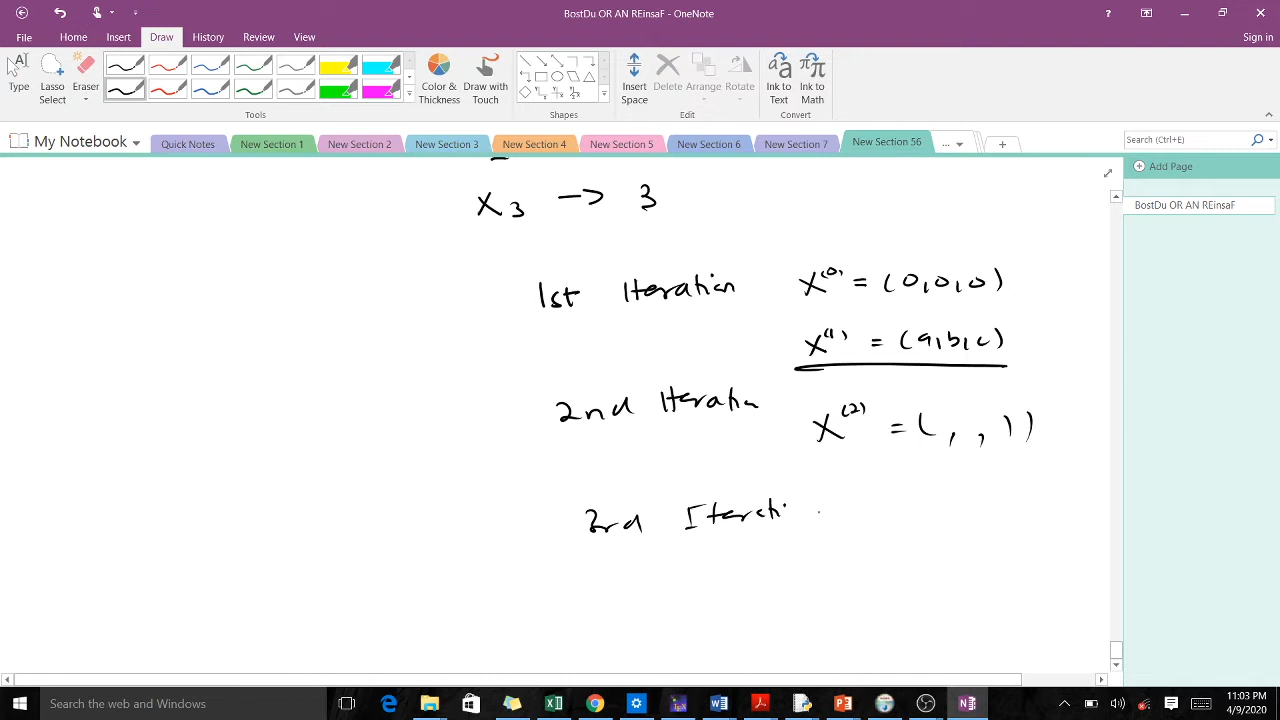 BostDu OR AN REinsaF - OneNote
File Home Insert Draw History Review View
Sign in
Type
Lasso Select
Eraser
Color & Thickness
Draw with Touch
Insert Space
Delete
Arrange
Rotate
Ink to Text
Ink to Math
Tools
Shapes
Edit
Convert
My Notebook
Quick Notes
New Section 1
New Section 2
New Section 3
New Section 4
New Section 5
New Section 6
New Section 7
New Section 56
...
Search (Ctrl+E)
Add Page
BostDu OR AN REinsaF
X3 -> 3
1st Iteration X^(0) = (0,0,0)
X^(1) = (a,b,c)
2nd Iteratin X^(2) = ( , , ))
3rd Iterati
Search the web and Windows
11:03 PM
4/9/2020